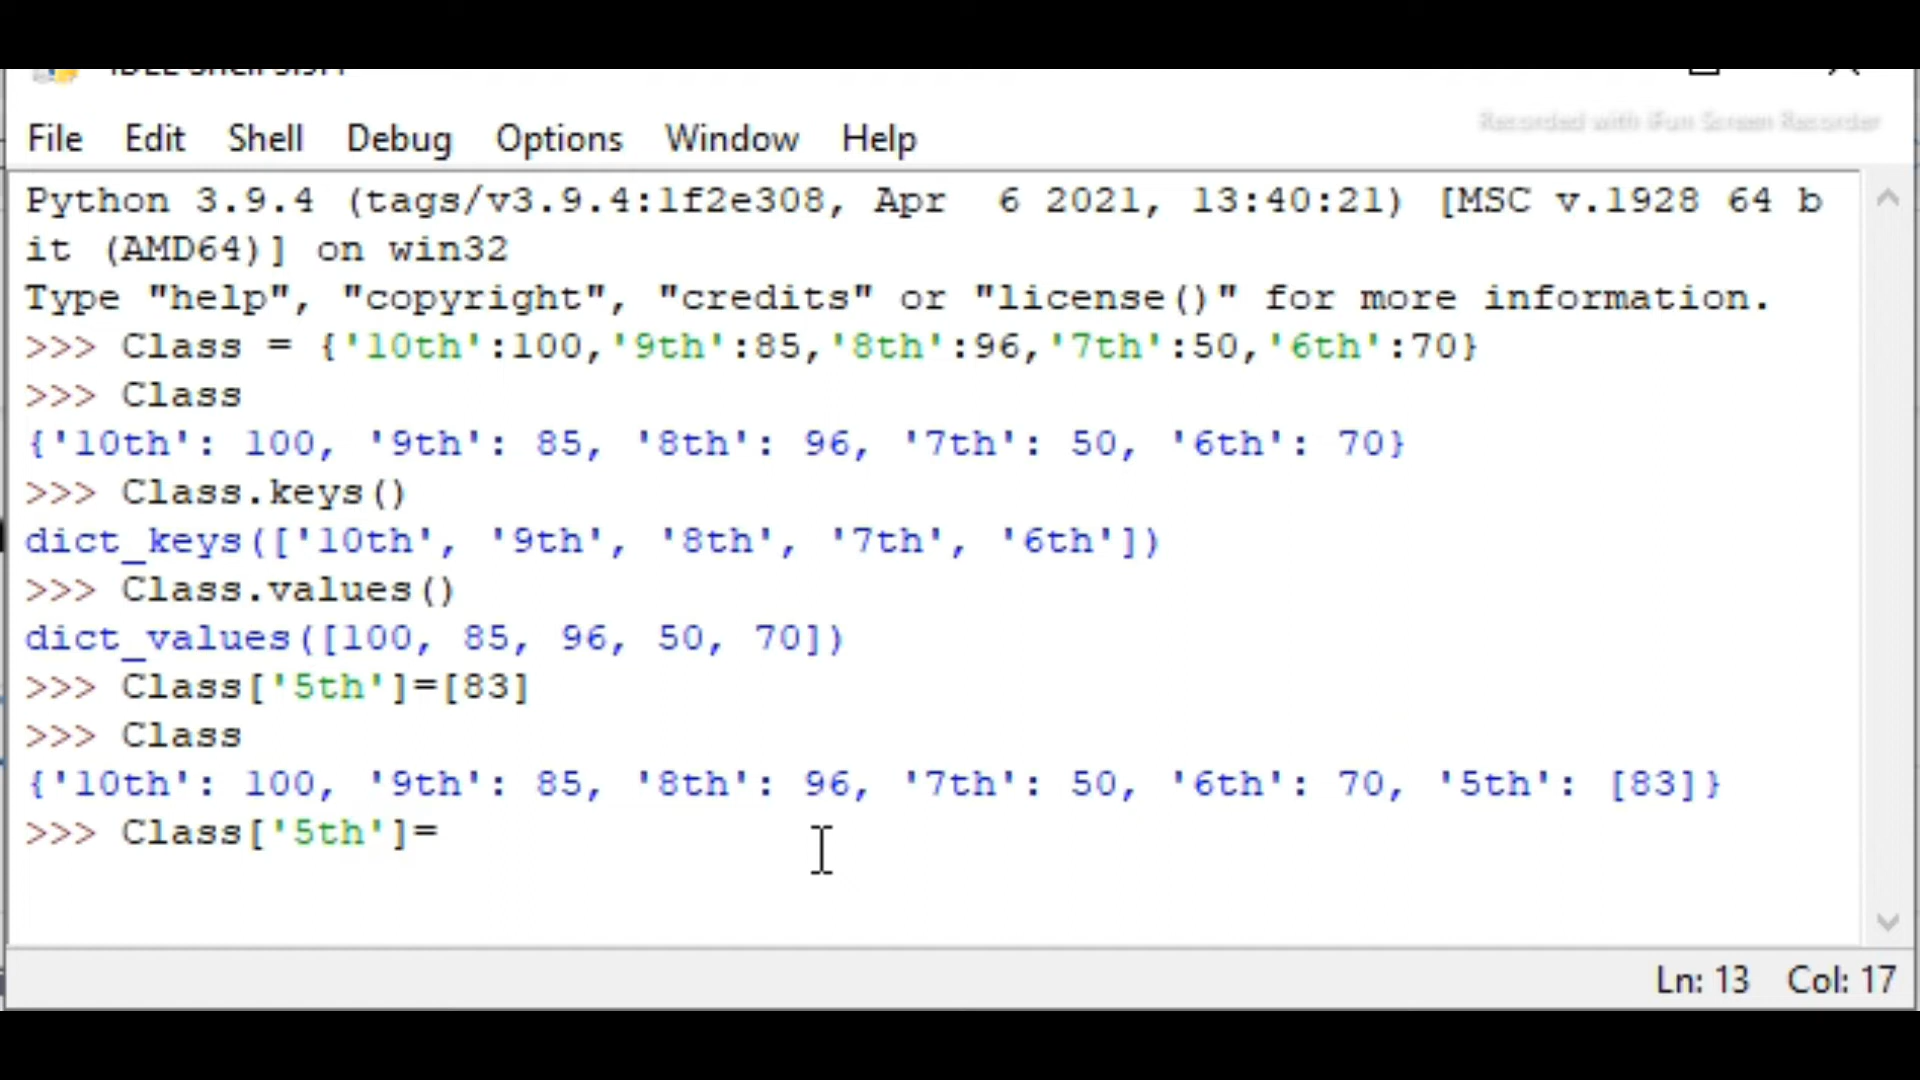 File Edit Shell Debug Options Window Help
Recorded with iFun Screen Recorder
Python 3.9.4 (tags/v3.9.4:1f2e308, Apr  6 2021, 13:40:21) [MSC v.1928 64 b
it (AMD64)] on win32
Type "help", "copyright", "credits" or "license()" for more information.
>>> Class = {'10th':100,'9th':85,'8th':96,'7th':50,'6th':70}
>>> Class
{'10th': 100, '9th': 85, '8th': 96, '7th': 50, '6th': 70}
>>> Class.keys()
dict_keys(['10th', '9th', '8th', '7th', '6th'])
>>> Class.values()
dict_values([100, 85, 96, 50, 70])
>>> Class['5th']=[83]
>>> Class
{'10th': 100, '9th': 85, '8th': 96, '7th': 50, '6th': 70, '5th': [83]}
>>> Class['5th']=
Ln: 13 Col: 17